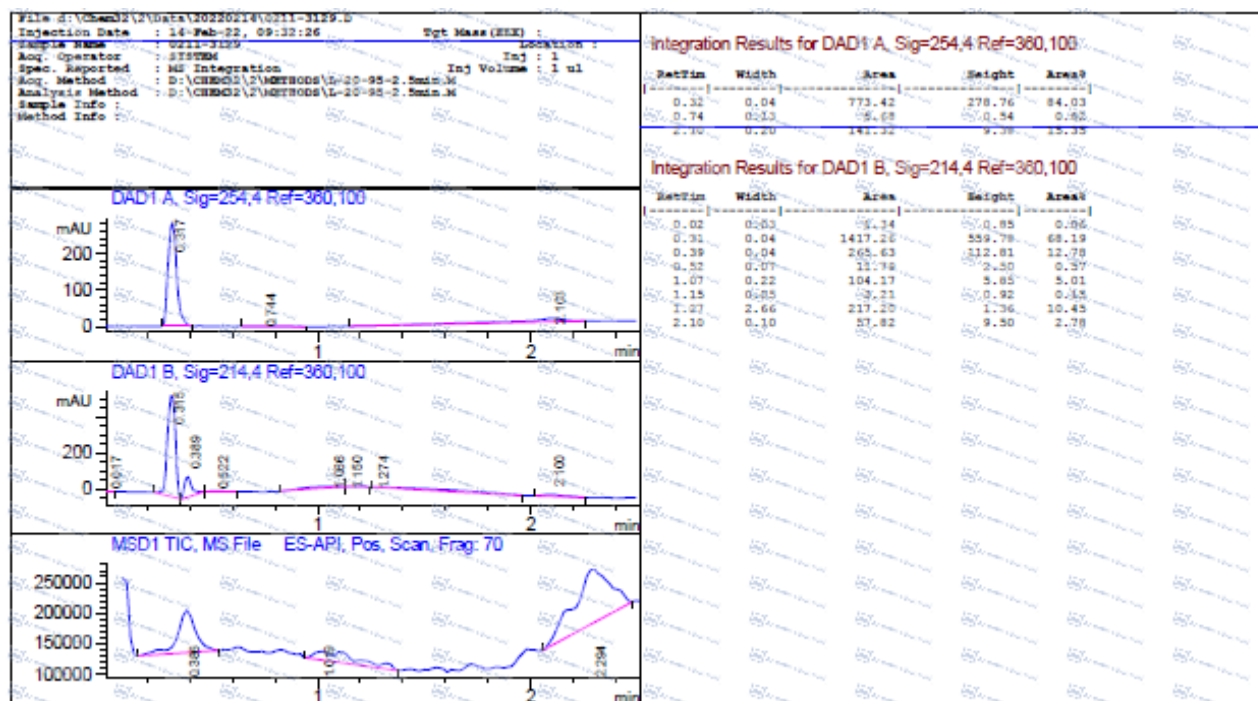 File d:\Chem32\2\Data\20220214\0211-3129.D
Injection Date : 14-Feb-22, 09:32:26 Tgt Mass(ESX) :
Sample Name : 0211-3129 Location :
Acq. Operator : SYSTEM Inj : 1
Spec. Reported : MS Integration Inj Volume : 1 ul
Acq. Method : D:\CHEM32\2\METHODS\L-20-95-2.5min.M
Analysis Method : D:\CHEM32\2\METHODS\L-20-95-2.5min.M
Sample Info :
Method Info :
DAD1 A, Sig=254,4 Ref=360,100
mAU
200
100
0
0.317
0.744
2.103
1
2
min
DAD1 B, Sig=214,4 Ref=360,100
mAU
200
0
0.017
0.315
0.389
0.522
1.066
1.150
1.274
2.100
1
2
min
MSD1 TIC, MS File ES-API, Pos, Scan, Frag: 70
250000
200000
150000
100000
0.386
1.019
2.294
1
2
min
Integration Results for DAD1 A, Sig=254,4 Ref=360,100
RetTim Width Area Height Area%
0.32 0.04 773.42 278.76 84.03
0.74 0.13 5.68 0.54 0.62
2.10 0.20 141.32 9.39 15.35
Integration Results for DAD1 B, Sig=214,4 Ref=360,100
RetTim Width Area Height Area%
0.02 0.03 0.85 0.06
0.31 0.04 1417.26 559.79 68.19
0.39 0.04 265.63 112.81 12.78
0.52 0.07 11.79 2.50 0.57
1.07 0.22 104.17 5.85 5.01
1.15 0.05 3.21 0.92 0.15
2.66 217.20 1.36 10.45
2.10 0.10 57.82 9.50 2.78